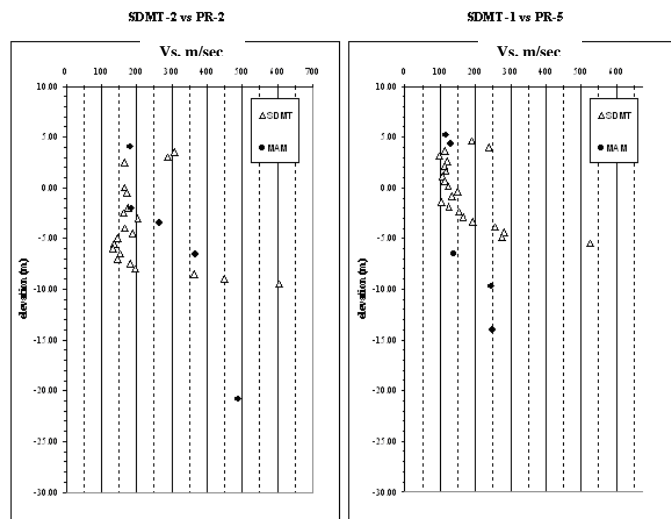 SDMT-2 vs PR-2
Vs. m/sec
0 100 200 300 400 500 600 700
10.00
5.00
0.00
-5.00
-10.00
-15.00
-20.00
-25.00
-30.00
elevation (m)
SDMT
MAM
SDMT-1 vs PR-5
Vs. m/sec
0 100 200 300 400 500 600
10.00
5.00
0.00
-5.00
-10.00
-15.00
-20.00
-25.00
-30.00
elevation (m)
SDMT
MAM